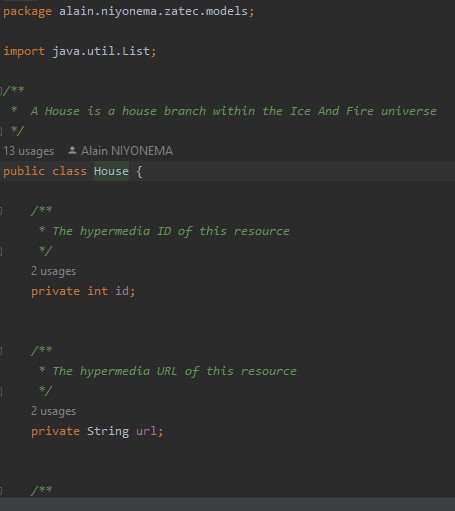 package alain.niyonema.zatec.models;
import java.util.List;
/**
* A House is a house branch within the Ice And Fire universe
*/
13 usages Alain NIYONEMA
public class House {
/**
* The hypermedia ID of this resource
*/
2 usages
private int id;
/**
* The hypermedia URL of this resource
*/
2 usages
private String url;
/**